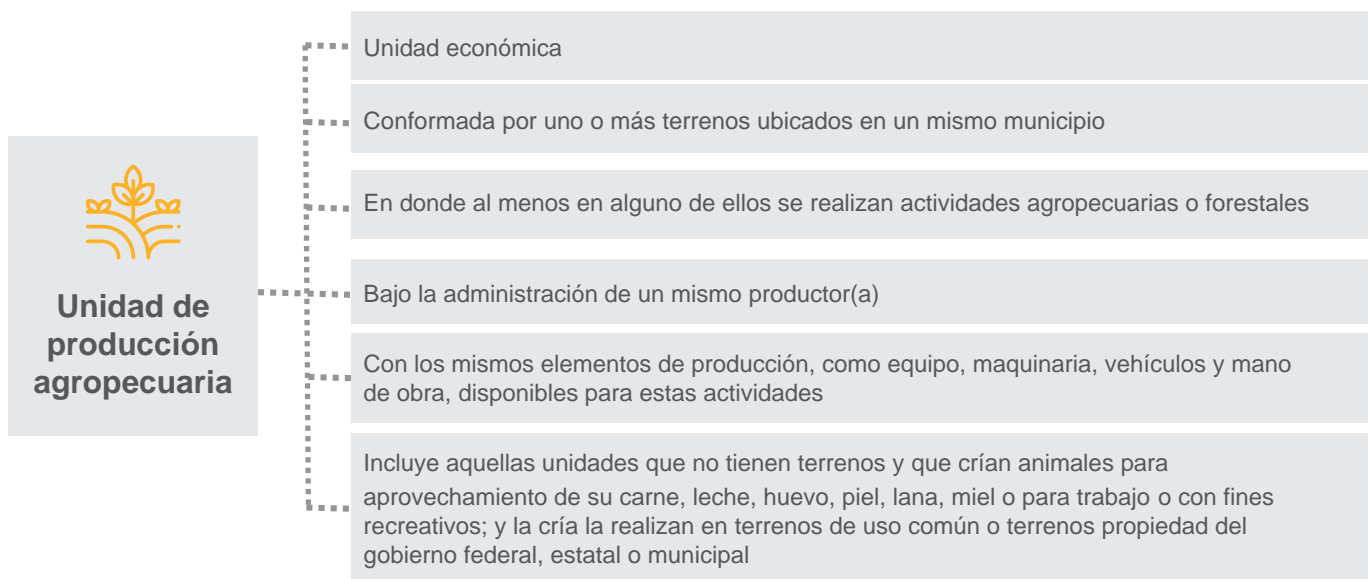 Unidad de
producción
agropecuaria
Unidad económica
Conformada por uno o más terrenos ubicados en un mismo municipio
En donde al menos en alguno de ellos se realizan actividades agropecuarias o forestales
Bajo la administración de un mismo productor(a)
Con los mismos elementos de producción, como equipo, maquinaria, vehículos y mano
de obra, disponibles para estas actividades
Incluye aquellas unidades que no tienen terrenos y que crían animales para
aprovechamiento de su carne, leche, huevo, piel, lana, miel o para trabajo o con fines
recreativos; y la cría la realizan en terrenos de uso común o terrenos propiedad del
gobierno federal, estatal o municipal